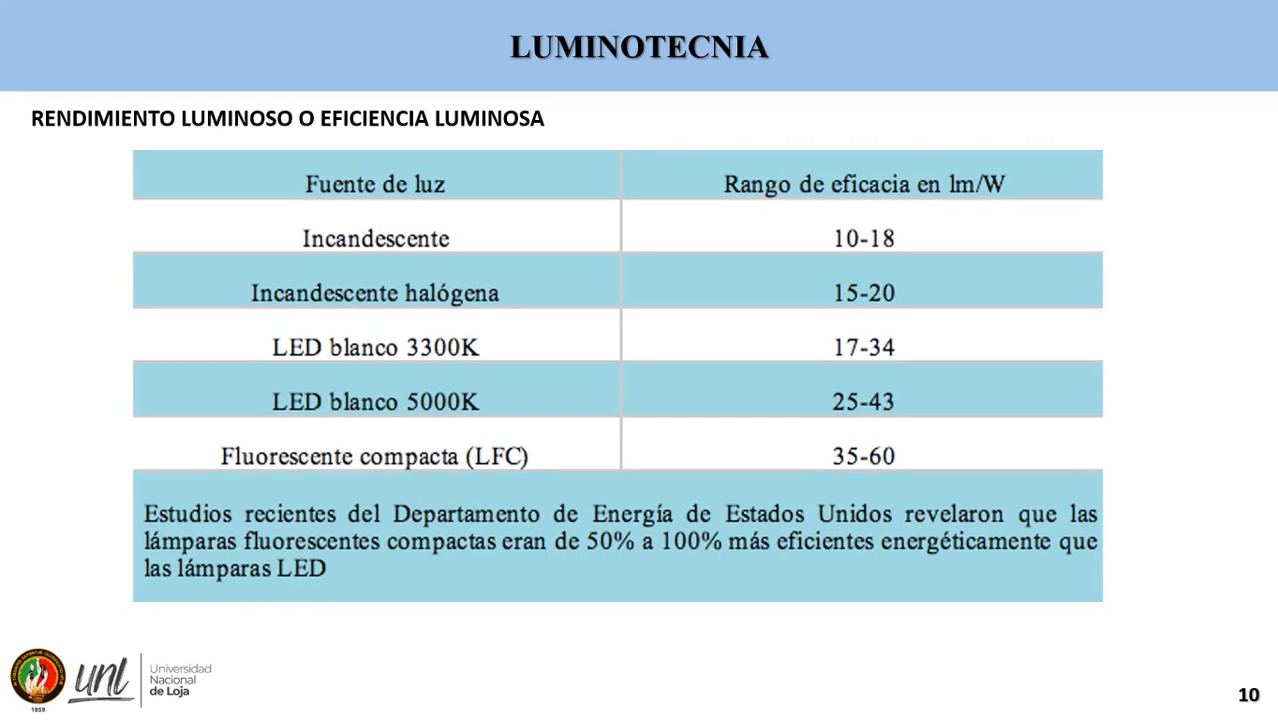 LUMINOTECNIA
RENDIMIENTO LUMINOSO O EFICIENCIA LUMINOSA
Fuente de luz Rango de eficacia en lm/W
Incandescente 10-18
Incandescente halógena 15-20
LED blanco 3300K 17-34
LED blanco 5000K 25-43
Fluorescente compacta (LFC) 35-60
Estudios recientes del Departamento de Energía de Estados Unidos revelaron que las
lámparas fluorescentes compactas eran de 50% a 100% más eficientes energéticamente que
las lámparas LED
unl
Universidad
Nacional
de Loja
1859
10